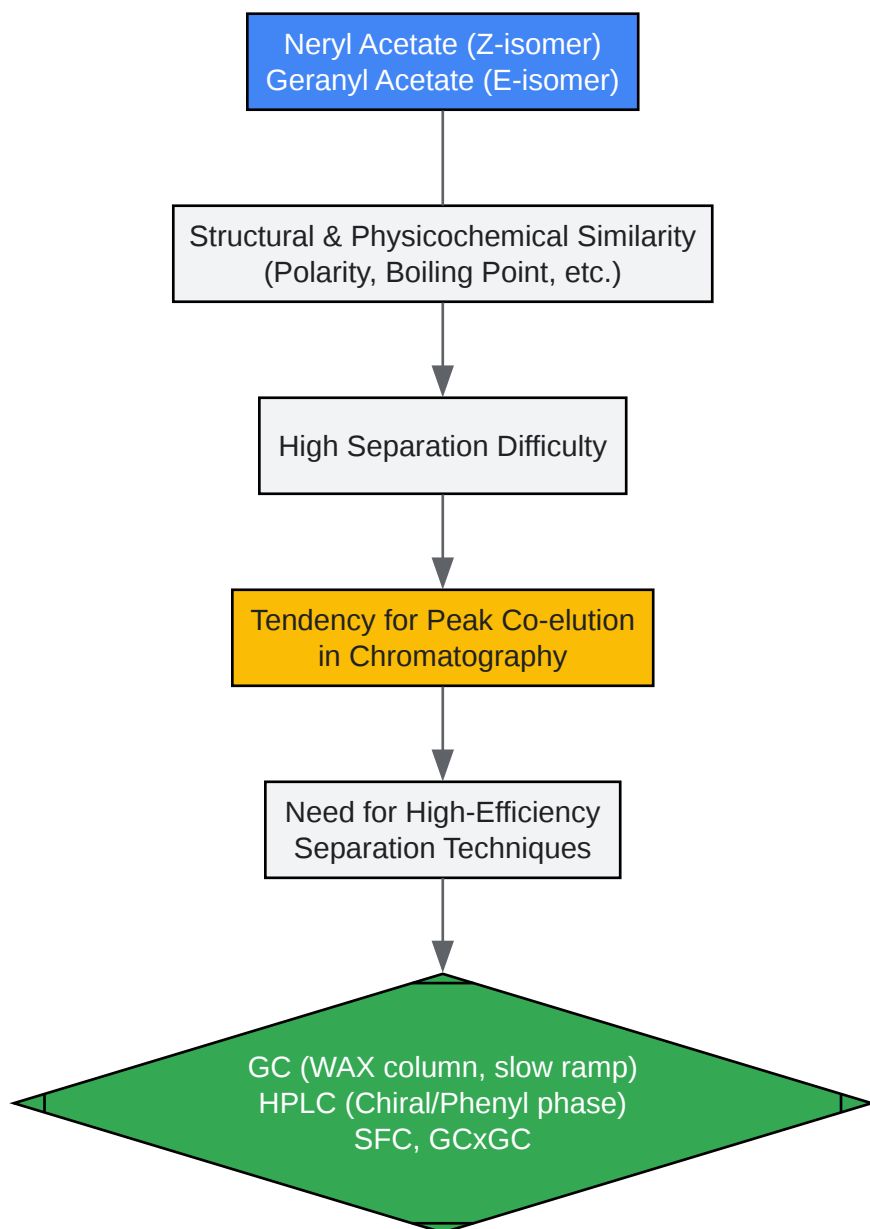 Neryl Acetate (Z-isomer)
Geranyl Acetate (E-isomer)
Structural & Physicochemical Similarity
(Polarity, Boiling Point, etc.)
High Separation Difficulty
Tendency for Peak Co-elution
in Chromatography
Need for High-Efficiency
Separation Techniques
GC (WAX column, slow ramp)
HPLC (Chiral/Phenyl phase)
SFC, GCxGC